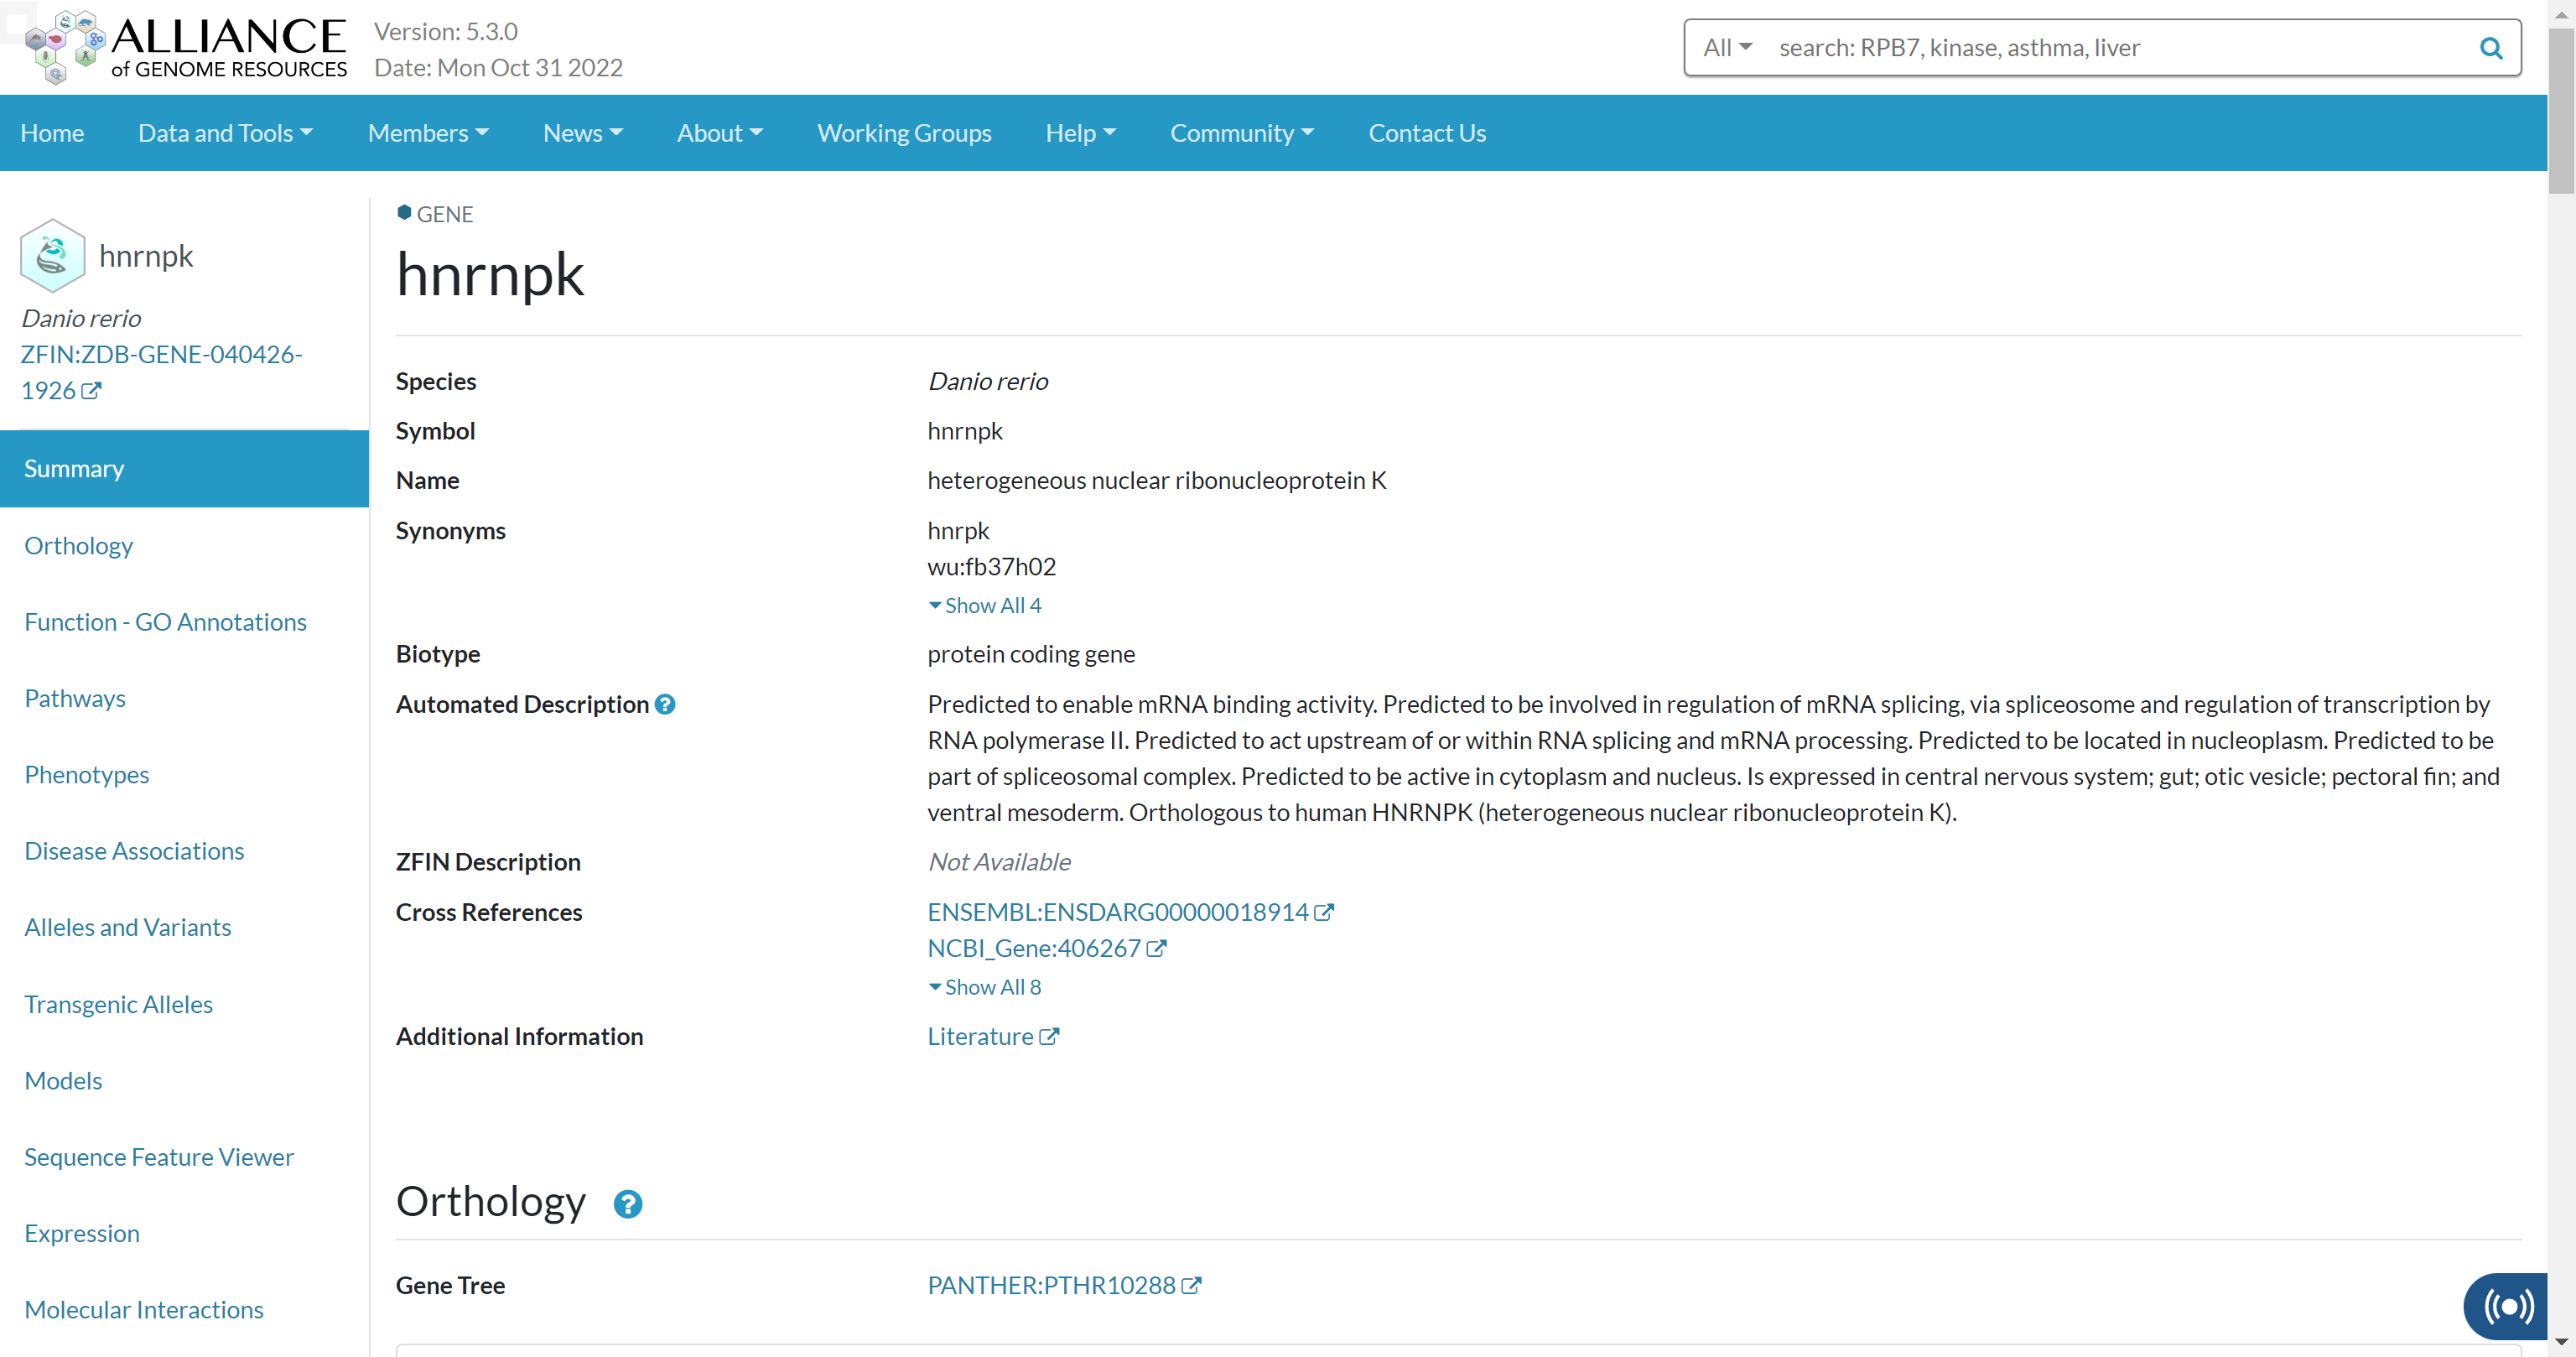 ALLIANCE
of GENOME RESOURCES
Version: 5.3.0
Date: Mon Oct 31 2022
All
search: RPB7, kinase, asthma, liver
Home
Data and Tools
Members
News
About
Working Groups
Help
Community
Contact Us
hnrnpk
Danio rerio
ZFIN:ZDB-GENE-040426-
1926
Summary
Orthology
Function - GO Annotations
Pathways
Phenotypes
Disease Associations
Alleles and Variants
Transgenic Alleles
Models
Sequence Feature Viewer
Expression
Molecular Interactions
GENE
hnrnpk
Species
Danio rerio
Symbol
hnrnpk
Name
heterogeneous nuclear ribonucleoprotein K
Synonyms
hnrpk
wu:fb37h02
Show All 4
Biotype
protein coding gene
Automated Description ?
Predicted to enable mRNA binding activity. Predicted to be involved in regulation of mRNA splicing, via spliceosome and regulation of transcription by
RNA polymerase II. Predicted to act upstream of or within RNA splicing and mRNA processing. Predicted to be located in nucleoplasm. Predicted to be
part of spliceosomal complex. Predicted to be active in cytoplasm and nucleus. Is expressed in central nervous system; gut; otic vesicle; pectoral fin; and
ventral mesoderm. Orthologous to human HNRNPK (heterogeneous nuclear ribonucleoprotein K).
ZFIN Description
Not Available
Cross References
ENSEMBL:ENSDARG00000018914
NCBI_Gene:406267
Show All 8
Additional Information
Literature
Orthology ?
Gene Tree
PANTHER:PTHR10288